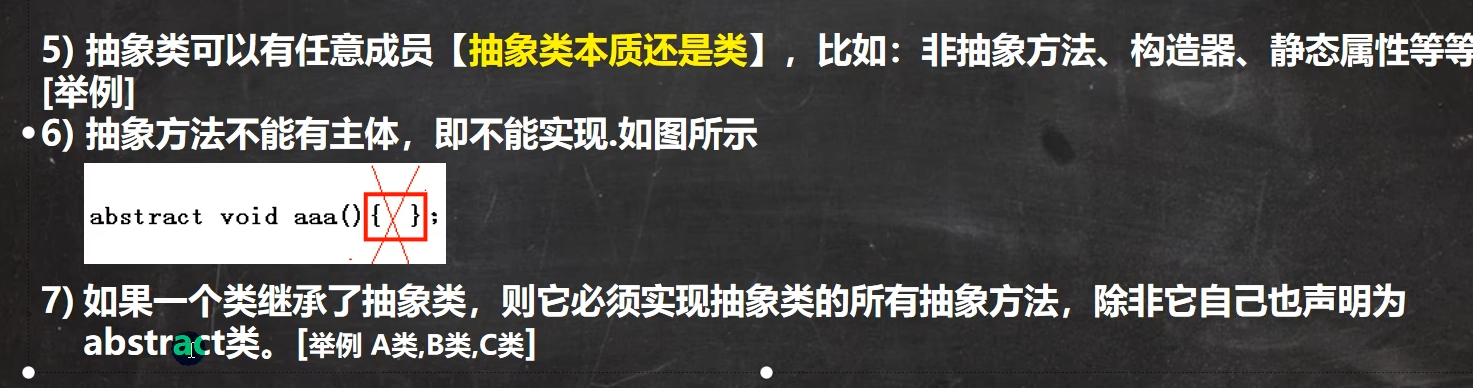 5) 抽象类可以有任意成员【抽象类本质还是类】，比如：非抽象方法、构造器、静态属性等等
[举例]
6) 抽象方法不能有主体，即不能实现.如图所示
abstract void aaa(){ };
7) 如果一个类继承了抽象类，则它必须实现抽象类的所有抽象方法，除非它自己也声明为
abstract类。[举例 A类,B类,C类]